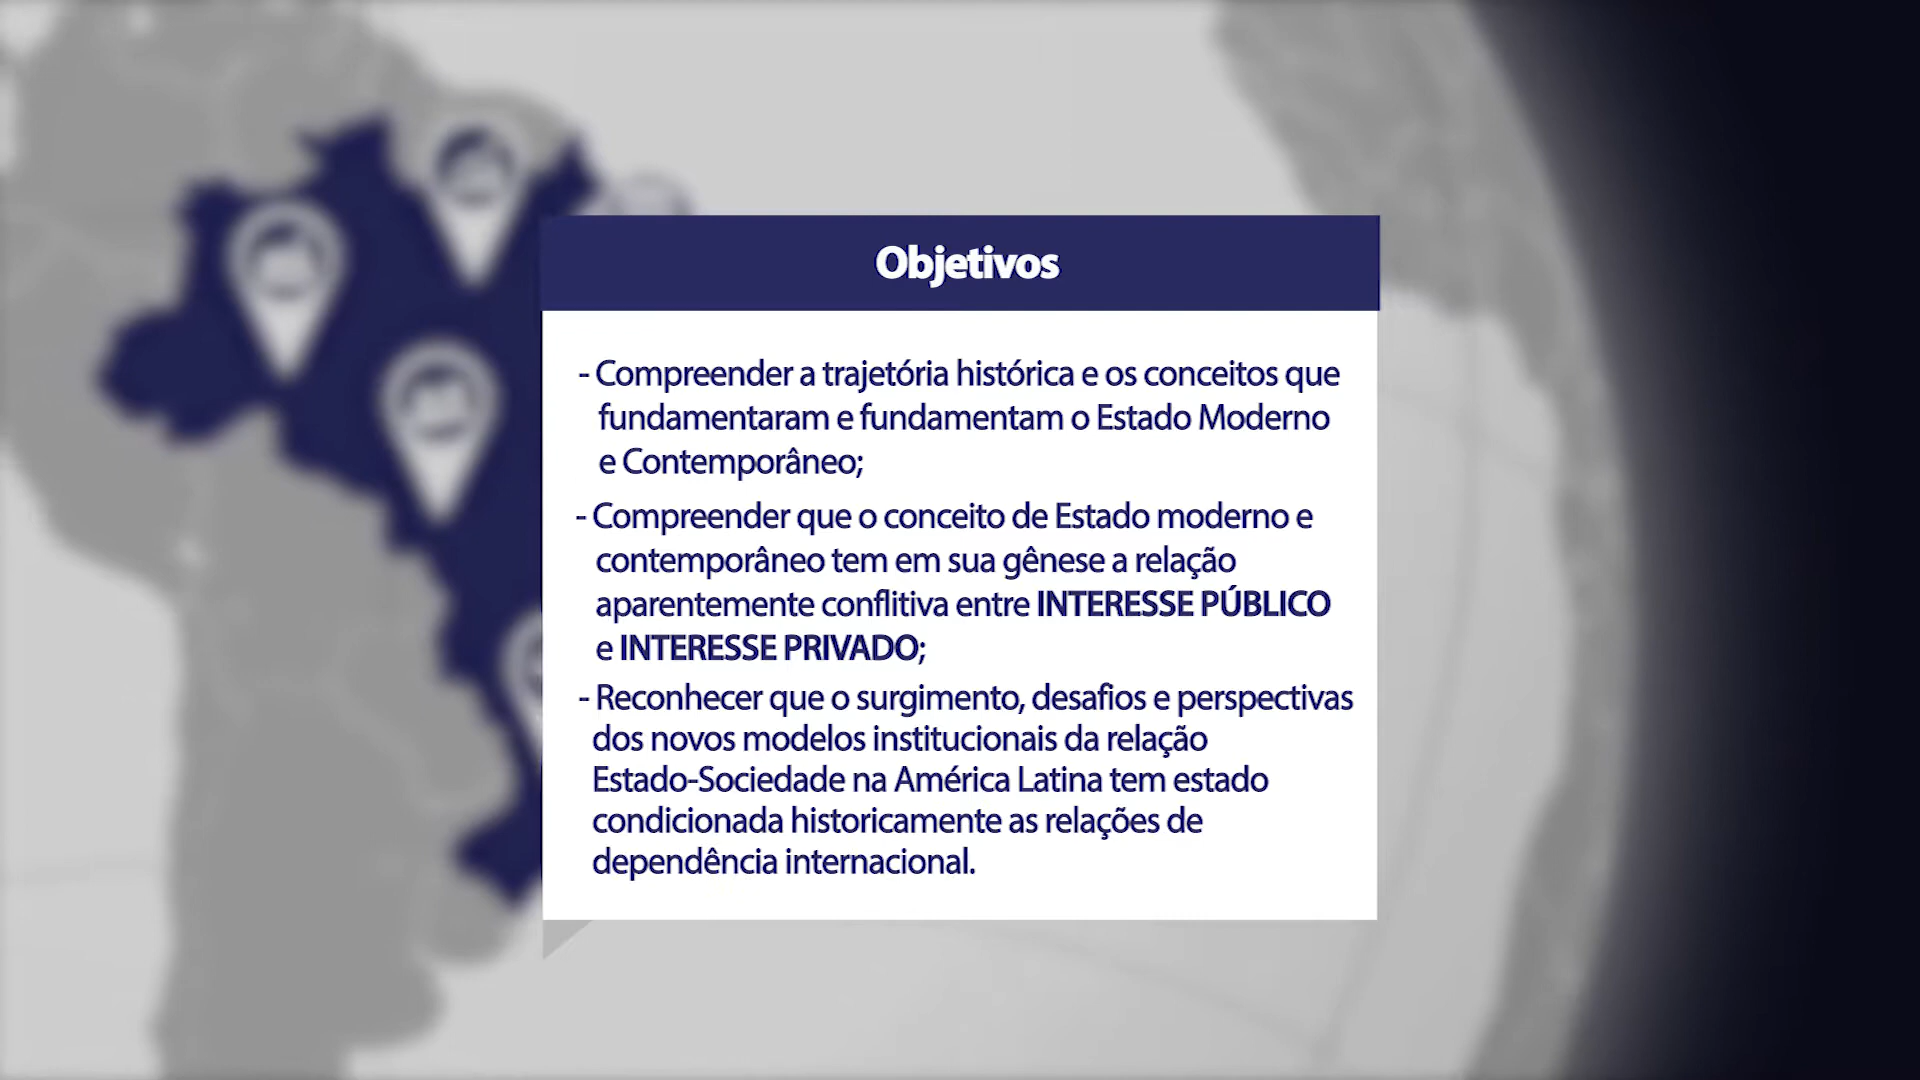 Objetivos
- Compreender a trajetória histórica e os conceitos que
fundamentaram e fundamentam o Estado Moderno
e Contemporâneo;
- Compreender que o conceito de Estado moderno e
contemporâneo tem em sua gênese a relação
aparentemente conflitiva entre INTERESSE PÚBLICO
e INTERESSE PRIVADO;
- Reconhecer que o surgimento, desafios e perspectivas
dos novos modelos institucionais da relação
Estado-Sociedade na América Latina tem estado
condicionada historicamente as relações de
dependência internacional.